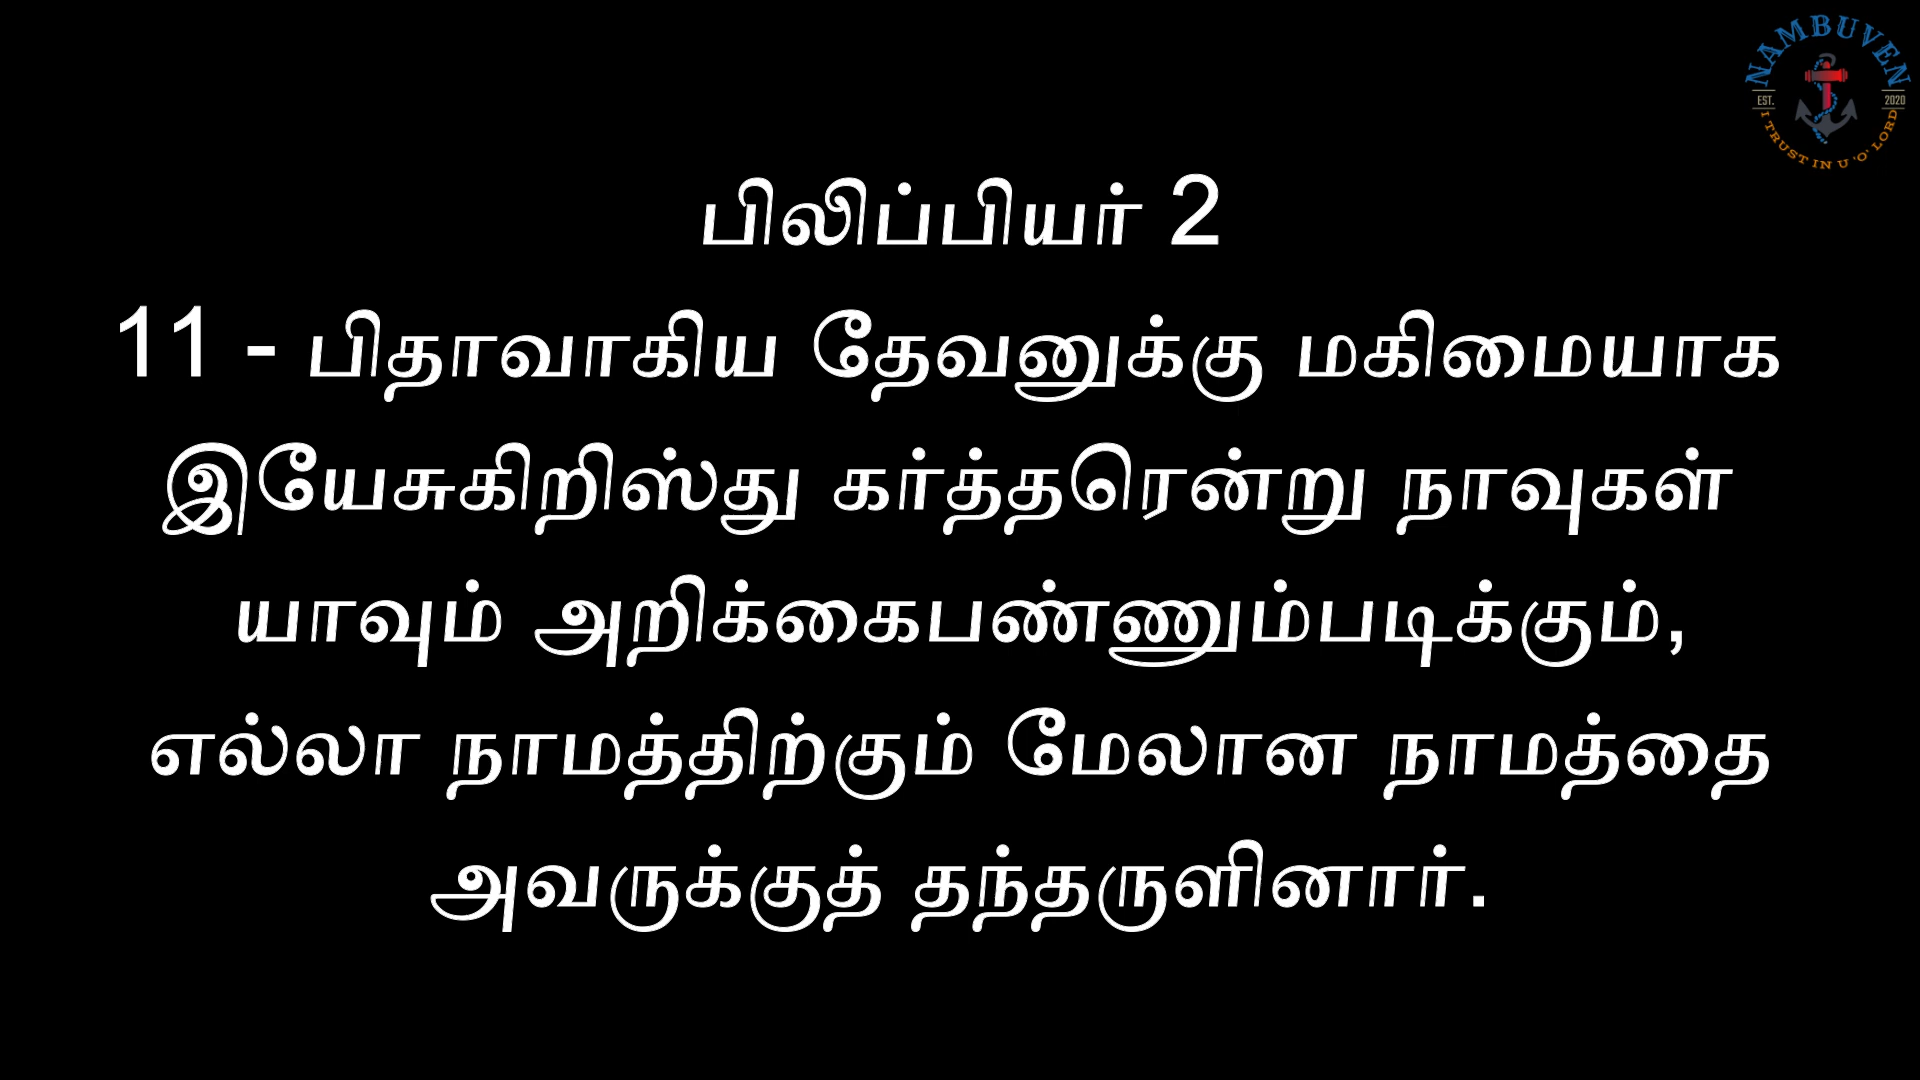 NAMBUVEN
EST. 2020
I TRUST IN U 'O' LORD
பிலிப்பியர் 2
11 - பிதாவாகிய தேவனுக்கு மகிமையாக
இயேசுகிறிஸ்து கர்த்தரென்று நாவுகள்
யாவும் அறிக்கைபண்ணும்படிக்கும்,
எல்லா நாமத்திற்கும் மேலான நாமத்தை
அவருக்குத் தந்தருளினார்.